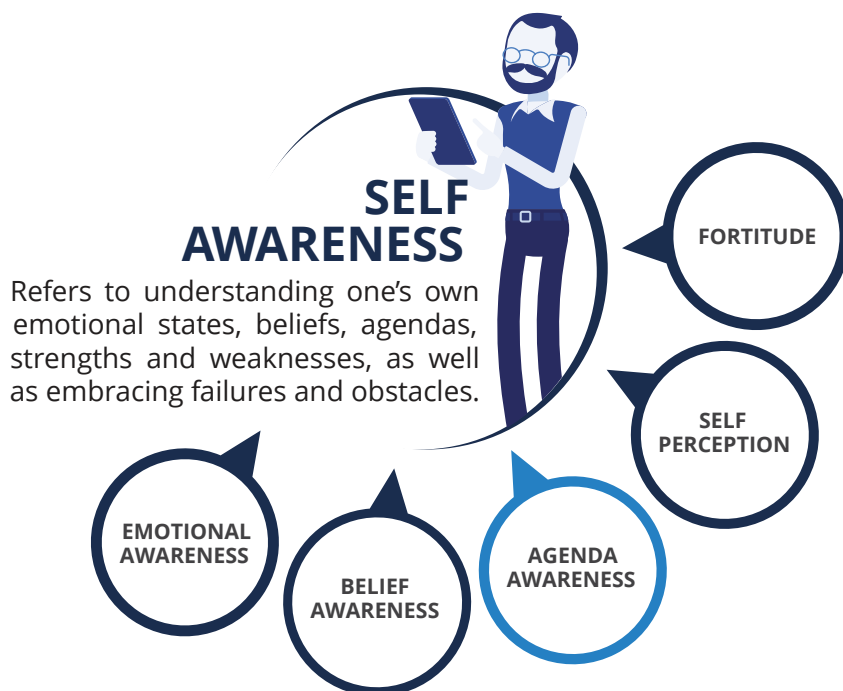 SELF
AWARENESS
Refers to understanding one’s own
emotional states, beliefs, agendas,
strengths and weaknesses, as well
as embracing failures and obstacles.
FORTITUDE
SELF
PERCEPTION
EMOTIONAL
AWARENESS
BELIEF
AWARENESS
AGENDA
AWARENESS